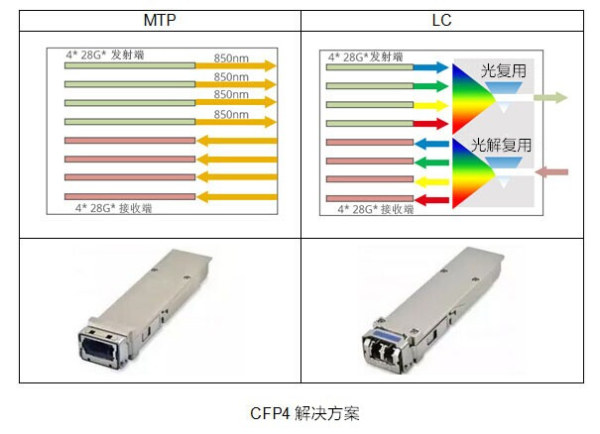 MTP
LC
4* 28G* 发射端
850nm
850nm
850nm
850nm
4* 28G* 接收端
4* 28G*发射端
光复用
光解复用
4* 28G* 接收端
CFP4 解决方案